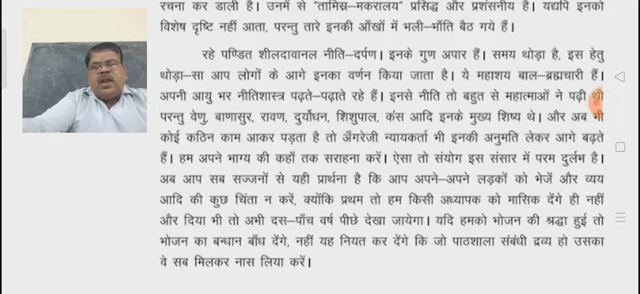 रचना कर डाली है। उनमें से "तामिस्र–मकरालय" प्रसिद्ध और प्रशंसनीय है। यद्यपि इनको
विशेष दृष्टि नहीं आता, परन्तु तारे इनकी आँखों में भली–भाँति बैठ गये हैं।
रहे पण्डित शीलदावानल नीति–दर्पण। इनके गुण अपार हैं। समय थोड़ा है, इस हेतु
थोड़ा–सा आप लोगों के आगे इनका वर्णन किया जाता है। ये महाशय बाल–ब्रह्मचारी हैं।
अपनी आयु भर नीतिशास्त्र पढ़ते–पढ़ाते रहे हैं। इनसे नीति तो बहुत से महात्माओं ने पढ़ी थी
परन्तु वेणु, बाणासुर, रावण, दुर्योधन, शिशुपाल, कंस आदि इनके मुख्य शिष्य थे। और अब भी
कोई कठिन काम आकर पड़ता है तो अँगरेजी न्यायकर्ता भी इनकी अनुमति लेकर आगे बढ़ते
हैं। हम अपने भाग्य की कहाँ तक सराहना करें। ऐसा तो संयोग इस संसार में परम दुर्लभ है।
अब आप सब सज्जनों से यही प्रार्थना है कि आप अपने–अपने लड़कों को भेजें और व्यय
आदि की कुछ चिंता न करें, क्योंकि प्रथम तो हम किसी अध्यापक को मासिक देंगे ही नहीं
और दिया भी तो अभी दस–पाँच वर्ष पीछे देखा जायेगा। यदि हमको भोजन की श्रद्धा हुई तो
भोजन का बन्धान बाँध देंगे, नहीं यह नियत कर देंगे कि जो पाठशाला संबंधी द्रव्य हो उसका
वे सब मिलकर नास लिया करें।